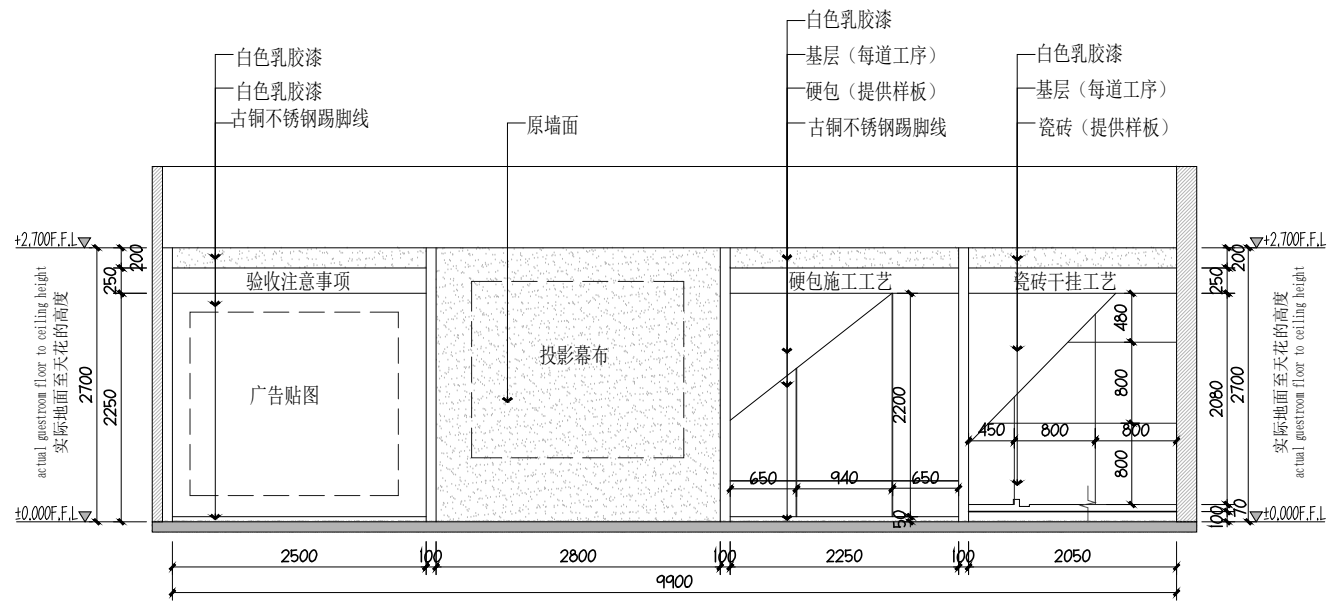 白色乳胶漆
白色乳胶漆
古铜不锈钢踢脚线
原墙面
白色乳胶漆
基层（每道工序）
硬包（提供样板）
古铜不锈钢踢脚线
白色乳胶漆
基层（每道工序）
瓷砖（提供样板）
±2,700F.F.L
200
250
2250
2700
actual guestroom floor to ceiling height
实际地面至天花的高度
±0.000F.F.L
验收注意事项
广告贴图
投影幕布
硬包施工工艺
2200
650
940
650
50
瓷砖干挂工艺
480
800
800
450
800
800
±2,700F.F.L
200
250
2080
2700
70
100
实际地面至天花的高度
actual guestroom floor to ceiling height
±0,000F.F.L
2500
100
2800
100
2250
100
2050
9900